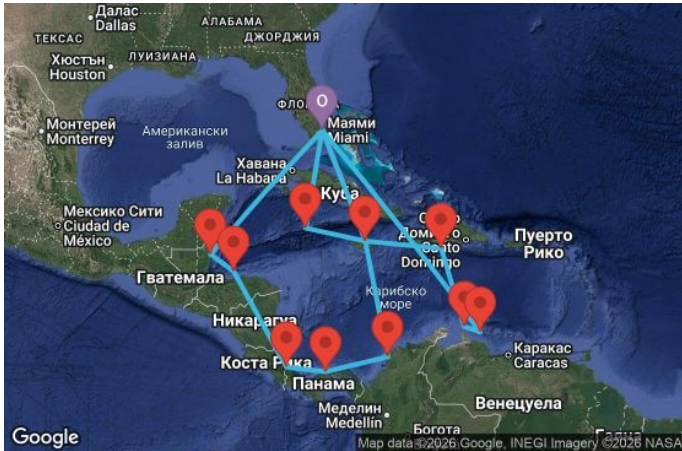 Далас
Dallas
АЛАБАМА
ТЕКСАС
ДЖОРДЖИЯ
ЛУИЗИАНА
Хюстън
Houston
ФЛО
O
Монтерей
Monterrey
Американски
залив
Маями
Miami
Хавана
La Habana
Куба
Мексико Сити
Ciudad de
México
Домин
Santo
Domingo
Пуерто
Рико
Гватемала
Карибско
море
Никарагуа
Коста Рика
Каракас
Caracas
Панама
Венецуела
Меделин
Medellín
Богота
Google
Map data ©2026 Google, INEGI Imagery ©2026 NASA